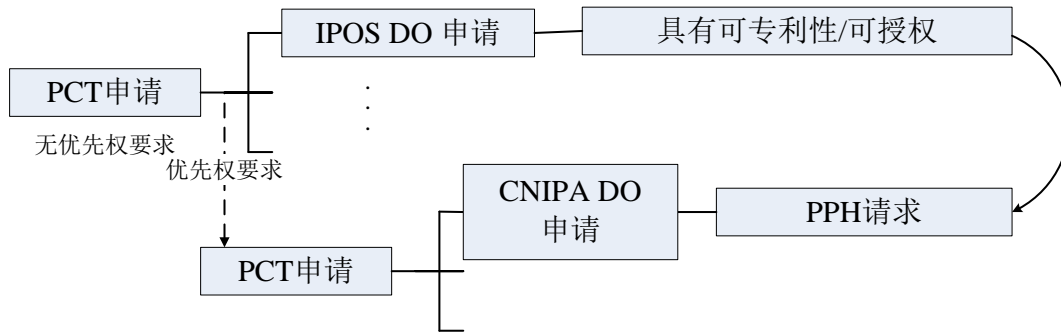 IPOS DO 申请
具有可专利性/可授权
PCT申请
无优先权要求
优先权要求
CNIPA DO
申请
PPH请求
PCT申请